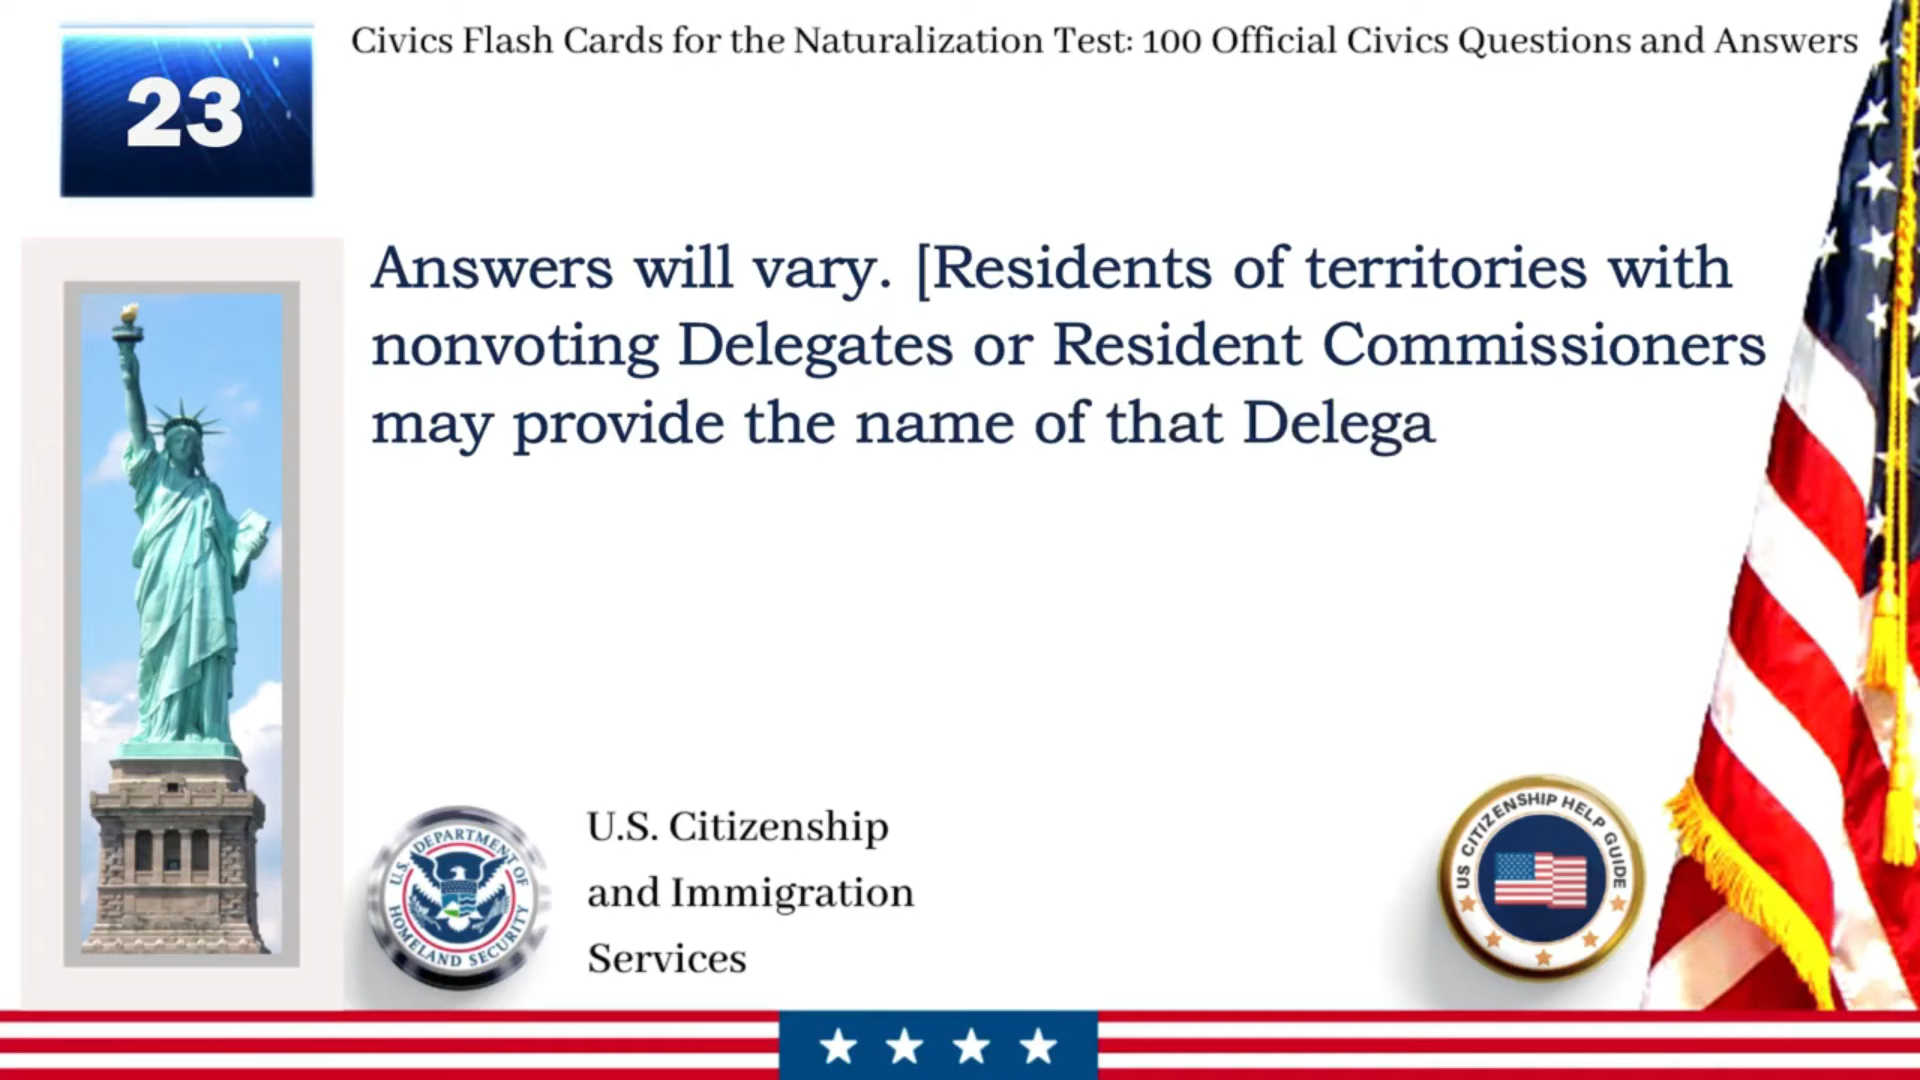 Civics Flash Cards for the Naturalization Test: 100 Official Civics Questions and Answers
23
Answers will vary. [Residents of territories with
nonvoting Delegates or Resident Commissioners
may provide the name of that Delega
U.S. DEPARTMENT OF
HOMELAND SECURITY
U.S. Citizenship
and Immigration
Services
US CITIZENSHIP HELP GUIDE